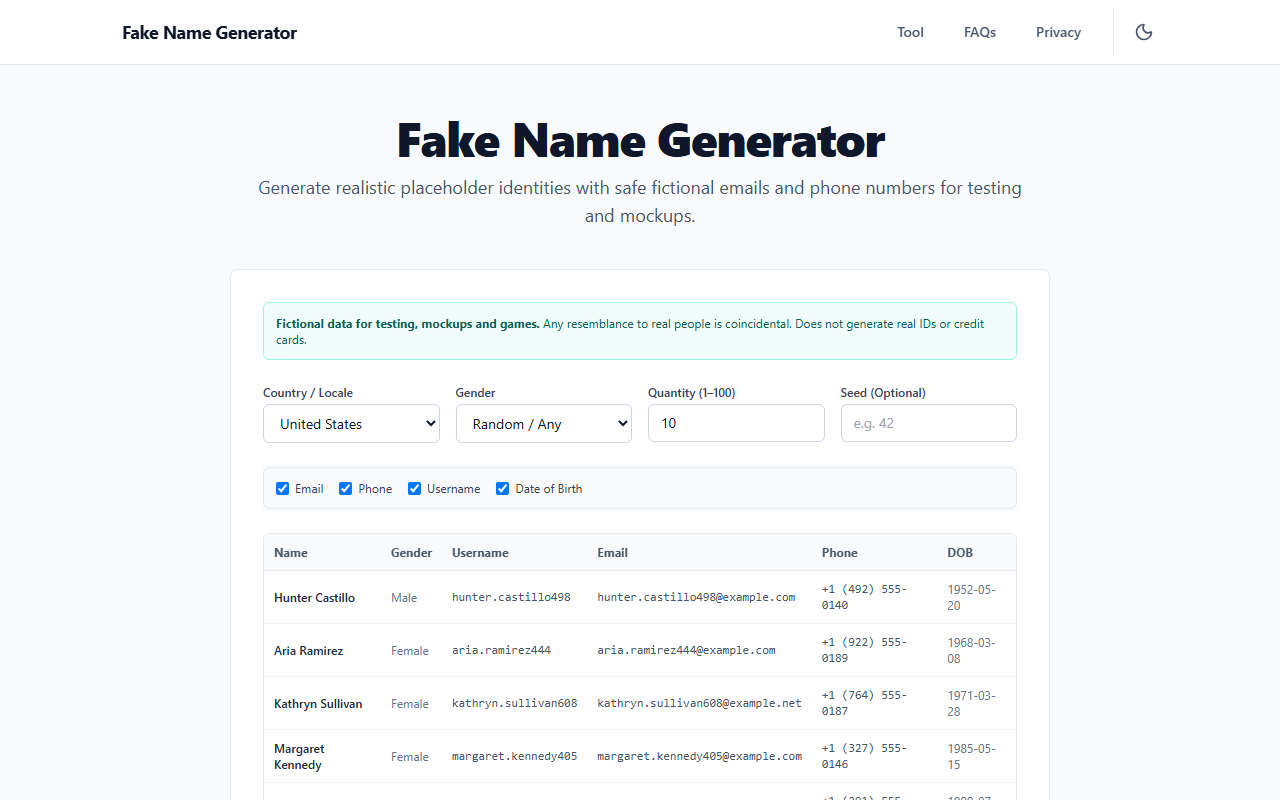 Fake Name Generator
Tool
FAQs
Privacy
Fake Name Generator
Generate realistic placeholder identities with safe fictional emails and phone numbers for testing
and mockups.
Fictional data for testing, mockups and games. Any resemblance to real people is coincidental. Does not generate real IDs or credit
cards.
Country / Locale
Gender
Quantity (1–100)
Seed (Optional)
United States
Random / Any
10
e.g. 42
Email
Phone
Username
Date of Birth
Name Gender Username Email Phone DOB
Hunter Castillo Male hunter.castillo498 hunter.castillo498@example.com +1 (492) 555-
0140 1952-05-
20
Aria Ramirez Female aria.ramirez444 aria.ramirez444@example.com +1 (922) 555-
0189 1968-03-
08
Kathryn Sullivan Female kathryn.sullivan608 kathryn.sullivan608@example.net +1 (764) 555-
0187 1971-03-
28
Margaret
Kennedy Female margaret.kennedy405 margaret.kennedy405@example.com +1 (327) 555-
0146 1985-05-
15